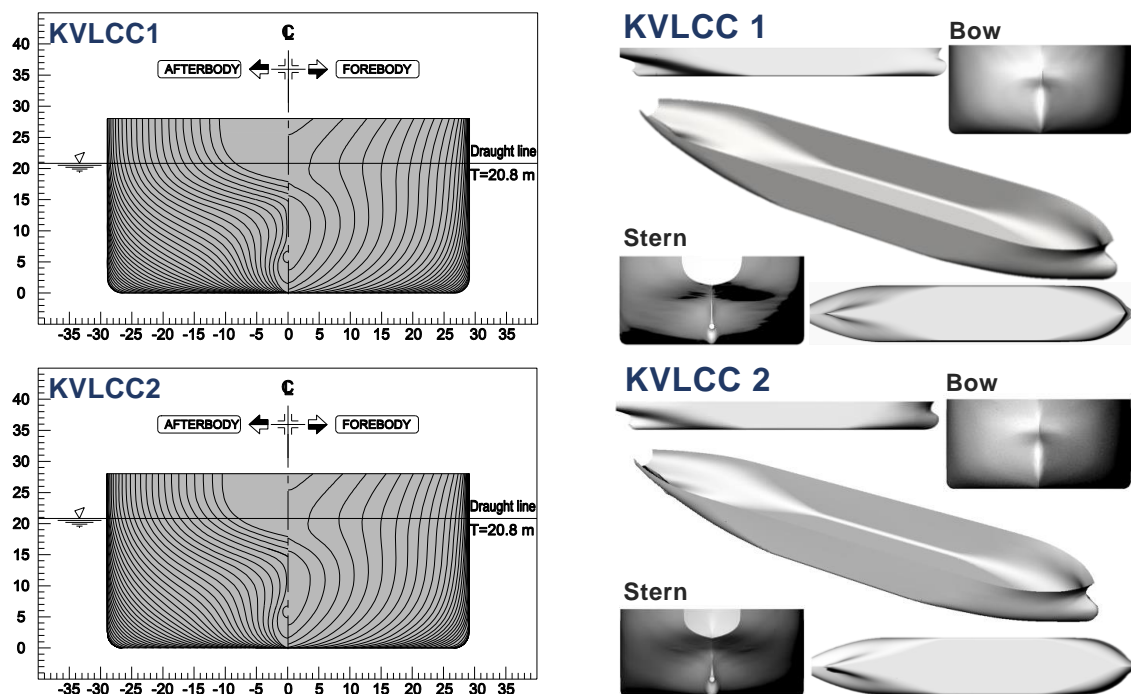 KVLCC1
℄
AFTERBODY
FOREBODY
40
35
30
25
20
15
10
5
0
Draught line
T=20.8 m
-35 -30 -25 -20 -15 -10 -5 0 5 10 15 20 25 30 35
KVLCC 1
Bow
Stern
KVLCC2
℄
AFTERBODY
FOREBODY
40
35
30
25
20
15
10
5
0
Draught line
T=20.8 m
-35 -30 -25 -20 -15 -10 -5 0 5 10 15 20 25 30 35
KVLCC 2
Bow
Stern